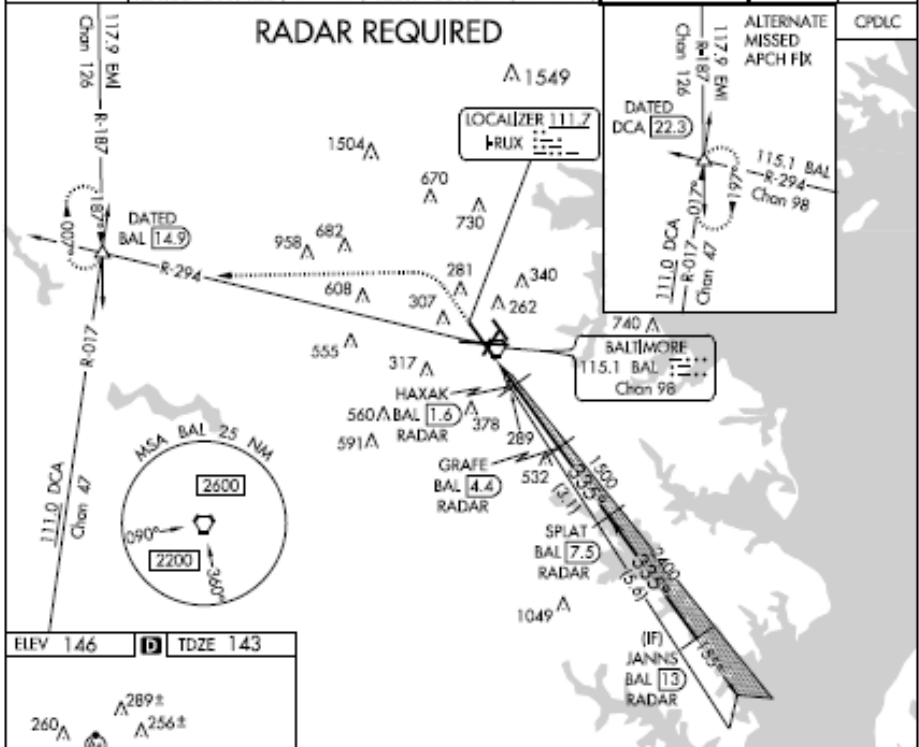 RADAR REQUIRED
117.9 EMI
Chan 126
R-187
187°
007°
DATED
BAL 14.9
R-294
R-017
111.0 DCA
Chan 47
1549
LOCALIZER 111.7
I-RUX
1504
670
730
958
682
608
281
307
340
262
555
317
740
BALTIMORE
115.1 BAL
Chan 98
HAXAK
BAL 1.6
RADAR
560
591
378
289
GRAFE
BAL 4.4
RADAR
532
1500
335°
(3.1)
SPLAT
BAL 7.5
RADAR
2400
335°
(5.6)
1049
(IF)
JANNS
BAL 13
RADAR
155°
MSA BAL 25 NM
2600
090°
2200
360°
ALTERNATE
MISSED
APCH FIX
117.9 EMI
Chan 126
R-187
DATED
DCA 22.3
115.1 BAL
R-294
Chan 98
017°
197°
111.0 DCA
R-017
Chan 47
CPDLC
ELEV 146
D
TDZE 143
289±
260
256±